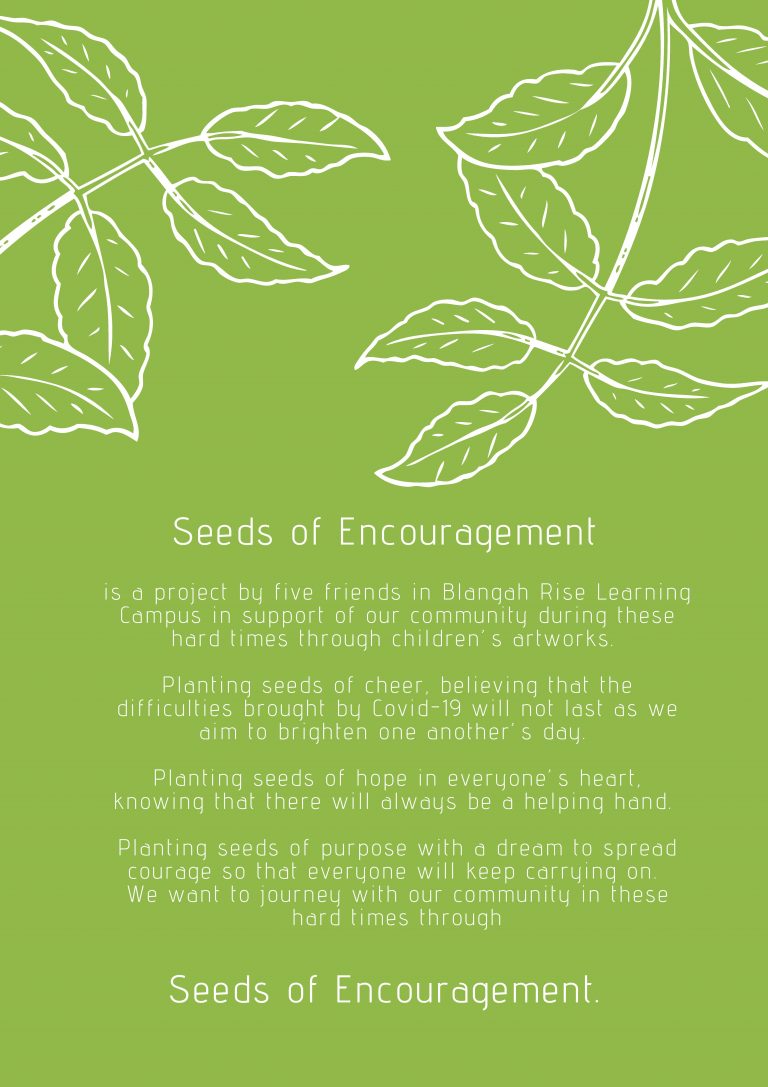 Seeds of Encouragement
is a project by five friends in Blangah Rise Learning
Campus in support of our community during these
hard times through children's artworks.
Planting seeds of cheer, believing that the
difficulties brought by Covid-19 will not last as we
aim to brighten one another's day.
Planting seeds of hope in everyone's heart,
knowing that there will always be a helping hand.
Planting seeds of purpose with a dream to spread
courage so that everyone will keep carrying on.
We want to journey with our community in these
hard times through
Seeds of Encouragement.